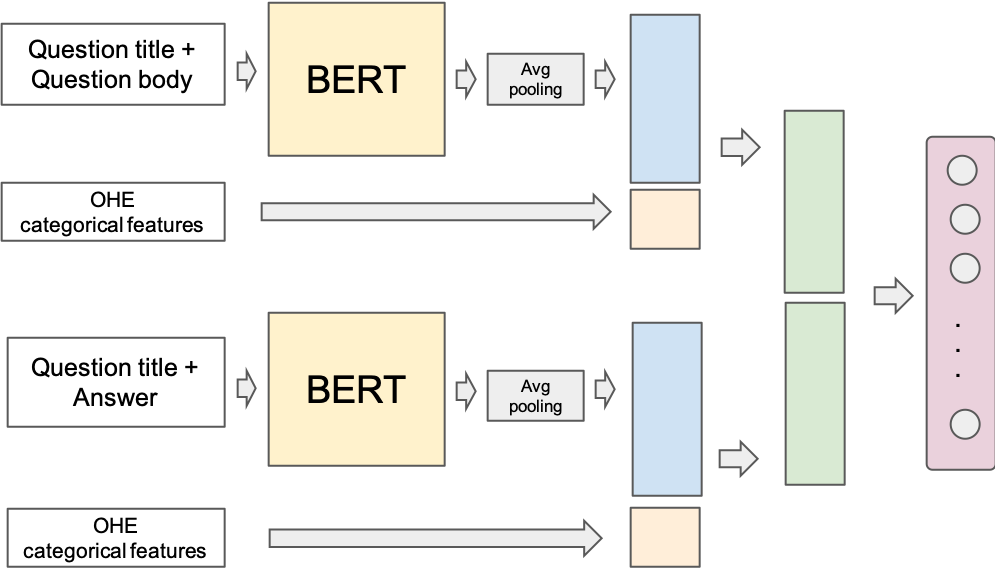 Question title +
Question body
BERT
Avg
pooling
OHE
categorical features
Question title +
Answer
BERT
Avg
pooling
OHE
categorical features